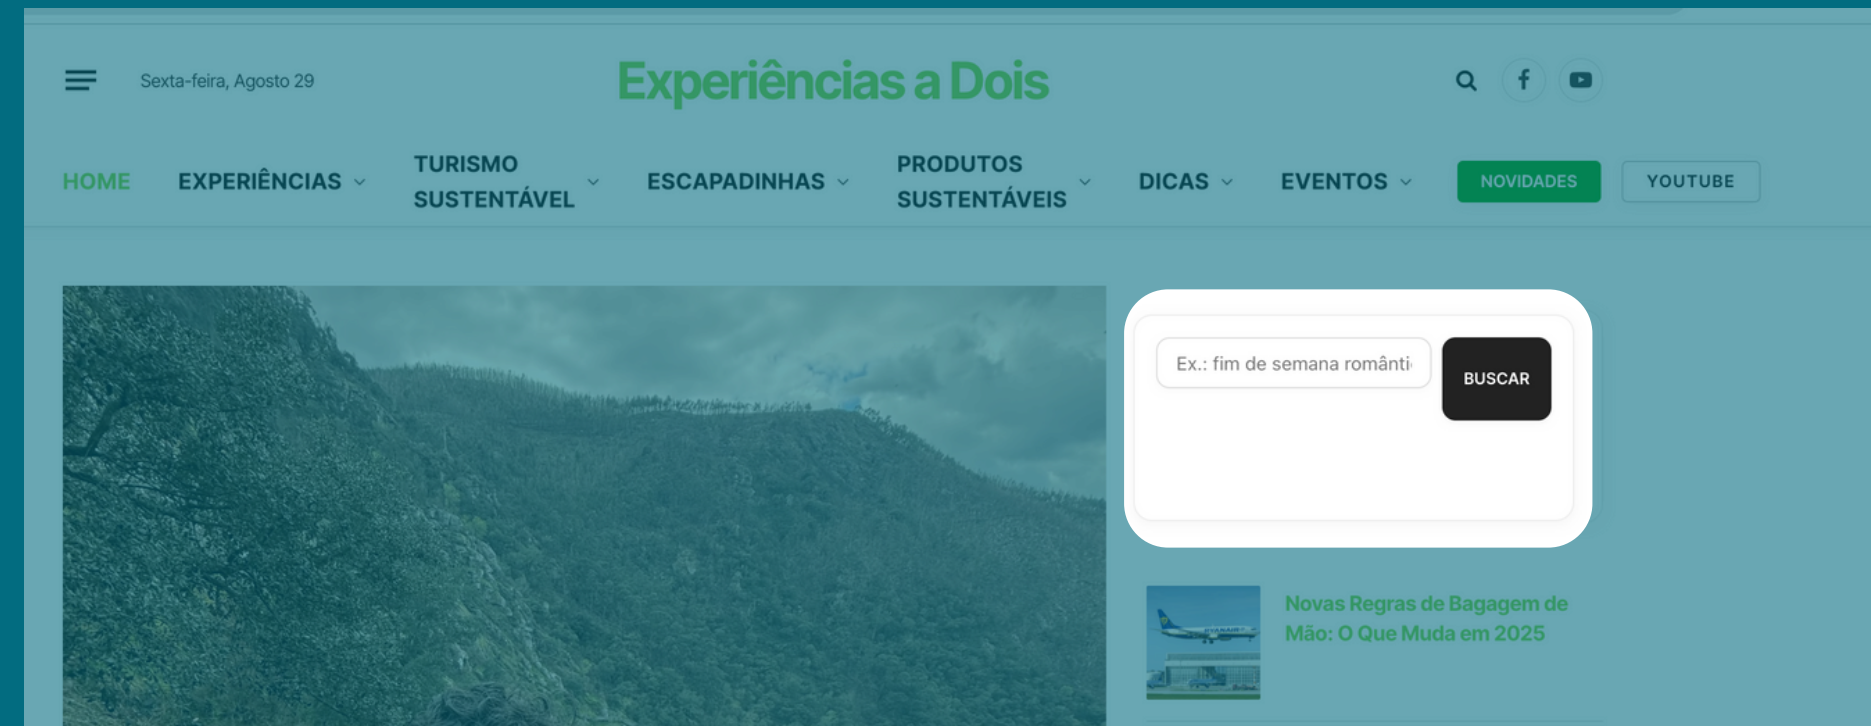 Sexta-feira, Agosto 29
Experiências a Dois
HOME
EXPERIÊNCIAS
TURISMO
SUSTENTÁVEL
ESCAPADINHAS
PRODUTOS
SUSTENTÁVEIS
DICAS
EVENTOS
NOVIDADES
YOUTUBE
Ex.: fim de semana românti
BUSCAR
RYANAIR
Novas Regras de Bagagem de
Mão: O Que Muda em 2025